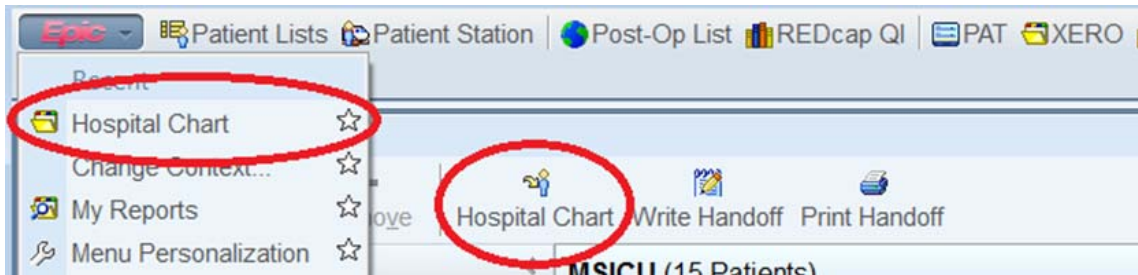 Epic Patient Lists Patient Station Post-Op List REDcap QI PAT XERO
Recent
Hospital Chart
Change Context...
My Reports
Menu Personalization
Hospital Chart Write Handoff Print Handoff
MSICU (15 Patients)